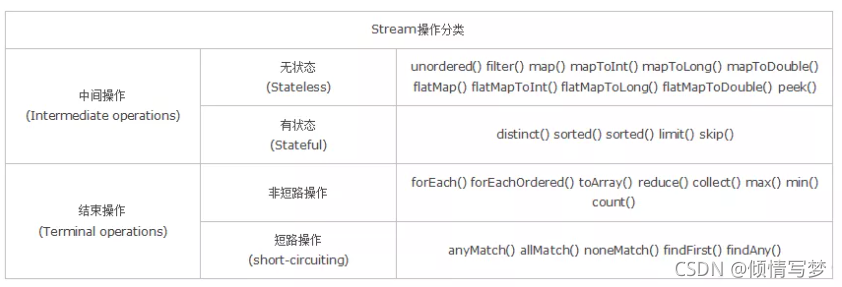 Stream操作分类
中间操作
(Intermediate operations)
无状态
(Stateless)
unordered() filter() map() mapToInt() mapToLong() mapToDouble()
flatMap() flatMapToInt() flatMapToLong() flatMapToDouble() peek()
有状态
(Stateful)
distinct() sorted() sorted() limit() skip()
结束操作
(Terminal operations)
非短路操作
forEach() forEachOrdered() toArray() reduce() collect() max() min()
count()
短路操作
(short-circuiting)
anyMatch() allMatch() noneMatch() findFirst() findAny()
CSDN @倾情写梦